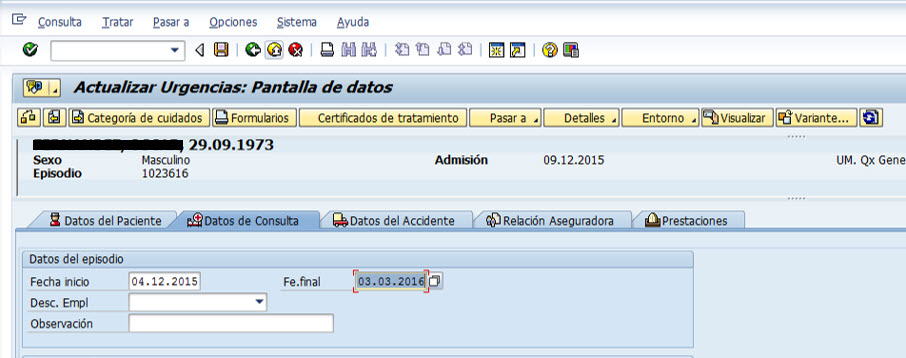 Consulta Tratar Pasar a Opciones Sistema Ayuda
Actualizar Urgencias: Pantalla de datos
Categoría de cuidados Formularios Certificados de tratamiento Pasar a Detalles Entorno Visualizar Variante...
, 29.09.1973
Sexo Masculino Admisión 09.12.2015 UM. Qx Gene
Episodio 1023616
Datos del Paciente Datos de Consulta Datos del Accidente Relación Aseguradora Prestaciones
Datos del episodio
Fecha inicio 04.12.2015 Fe.final 03.03.2016
Desc. Empl
Observación